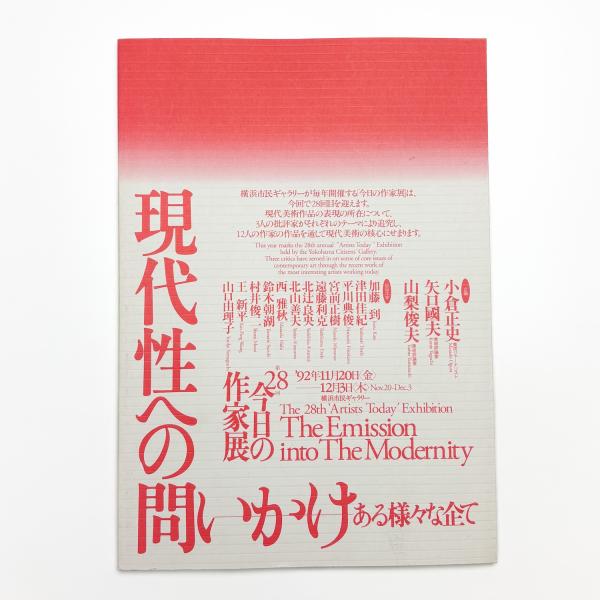 現代性への
問いかけ ある様々な企て
横浜市民ギャラリーが毎年開催する「今日の作家展」は、
今回で28回目を迎えます。
現代美術作品の表現の所在について、
3人の批評家がそれぞれのテーマにより追究し、
12人の作家の作品を通して現代美術の核心にせまります。
This year marks the 28th annual "Artists Today" Exhibition
held by the Yokohama Citizens' Gallery.
Three critics have zeroed in on some of core issues of
contemporary art through the recent work of
the most interesting artists working today.
小倉正史
矢口國夫
山梨俊夫
加藤 到
津田佳紀
平川典俊
宮前正樹
遠藤利克
北辻良央
北山善夫
西 雅秋
鈴木朝潮
村井俊二
王 新平
山口由理子
第28回
今日の
作家展
'92年11月20日〈金〉
—12月3日〈木〉 Nov.20-Dec.3
横浜市民ギャラリー
The 28th 'Artists Today' Exhibition
The Emission
into The Modernity